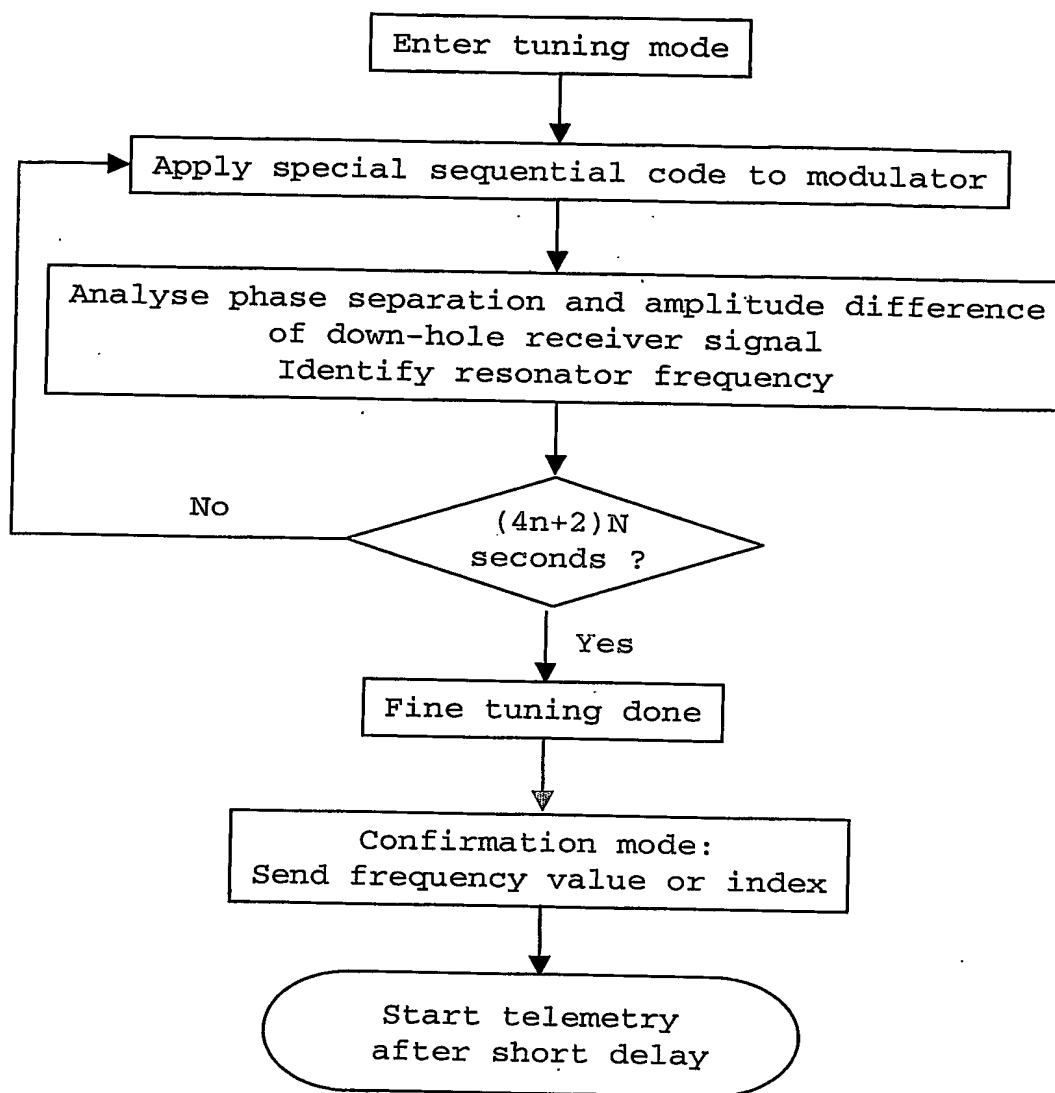 Enter tuning mode
Apply special sequential code to modulator
Analyse phase separation and amplitude difference
of down-hole receiver signal
Identify resonator frequency
No
(4n+2)N
seconds ?
Yes
Fine tuning done
Confirmation mode:
Send frequency value or index
Start telemetry
after short delay